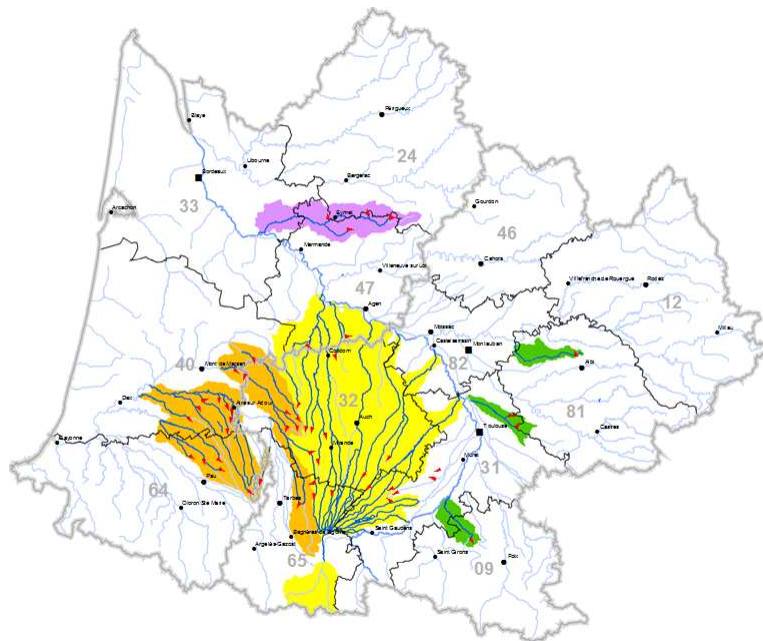 Périgueux
Blaye
24
Libourne
Bordeaux
Bergerac
33
Gourdon
Arcachon
Eymet
46
Marmande
Cahors
Villeneuve sur Lot
47
Villefranche de Rouergue
Rodez
12
Agen
Moissac
Millau
Castelsarrasin
Montauban
Condom
82
40
Mont de Marsan
Albi
32
Dax
Aire sur Adour
81
Auch
Toulouse
Castres
Bayonne
Mirande
31
Muret
Pau
64
Tarbes
Oloron Ste Marie
Saint Gaudens
Argelès-Gazost
65
Saint Girons
Foix
09